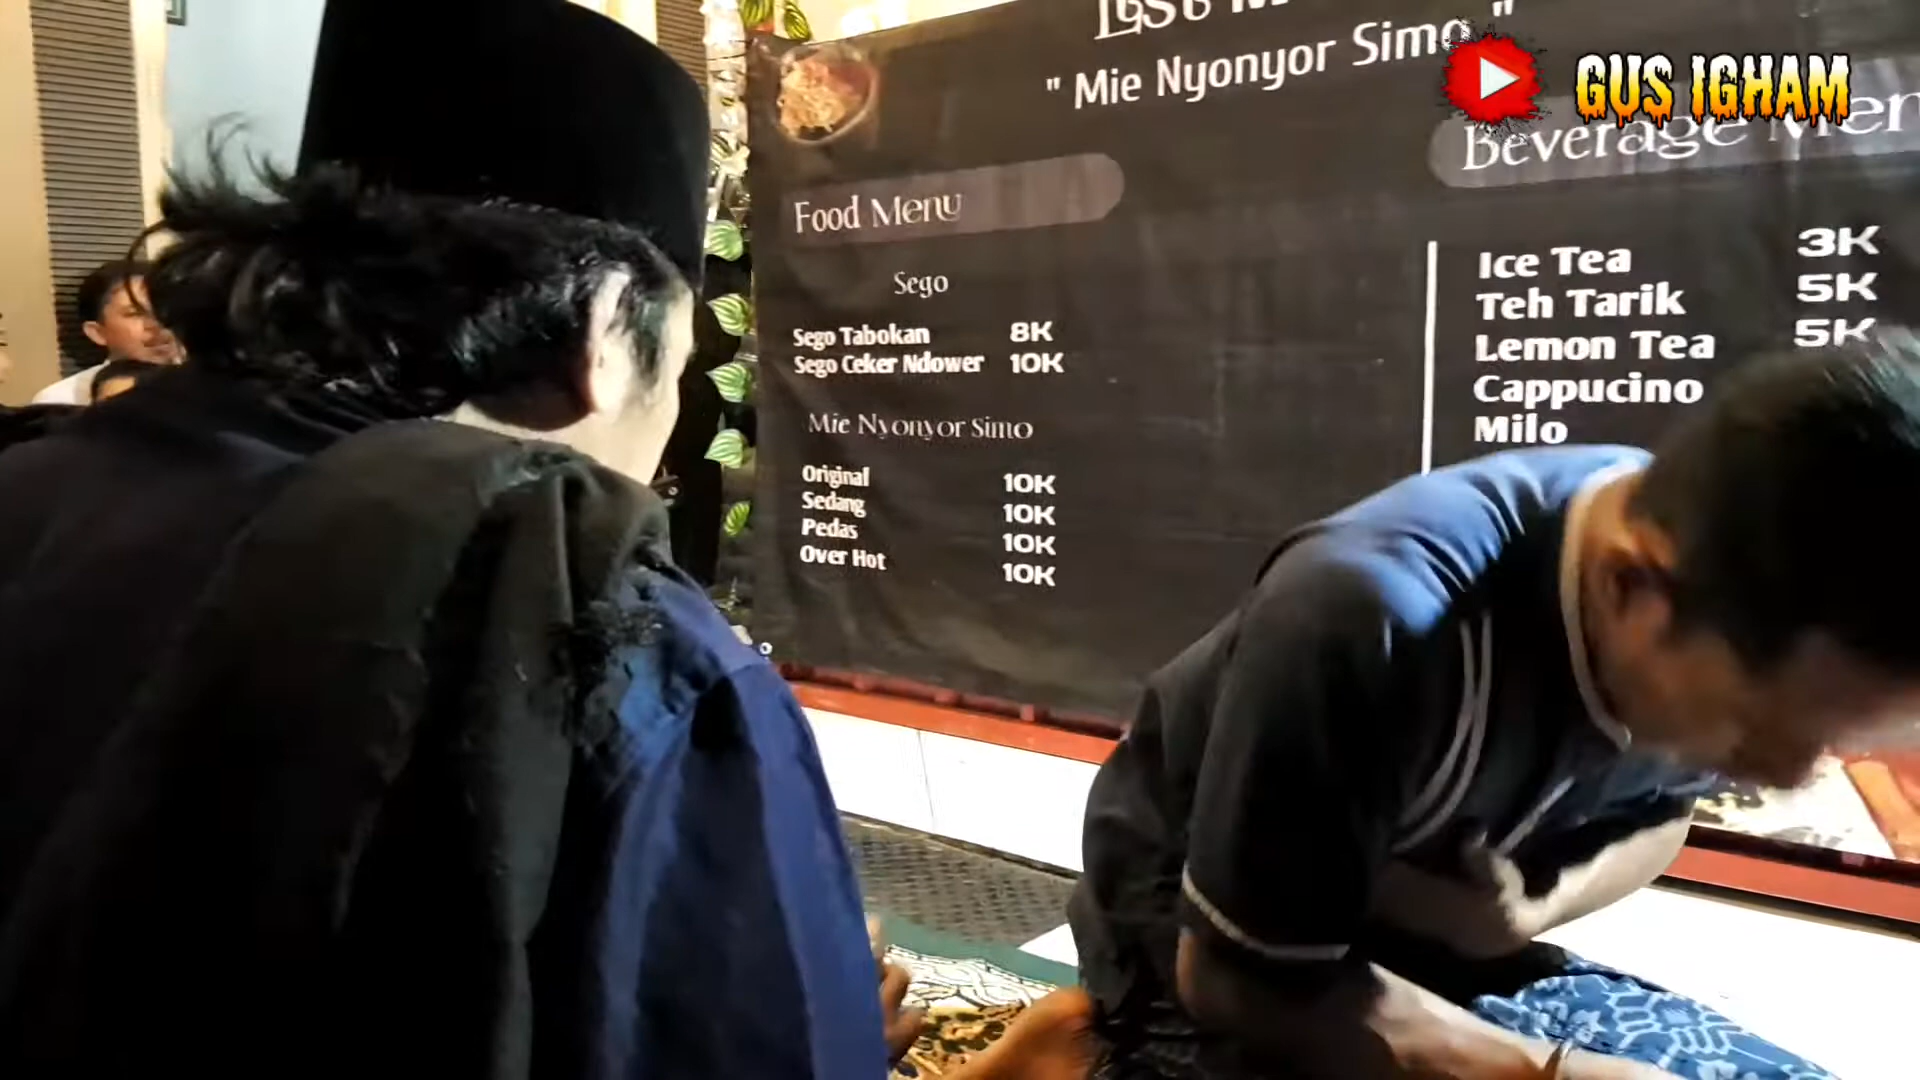 List
" Mie Nyonyor Simo "
GUS IGHAM
Food Menu
Sego
Sego Tabokan 8K
Sego Ceker Ndower 10K
Mie Nyonyor Simo
Original 10K
Sedang 10K
Pedas 10K
Over Hot 10K
Beverage
Ice Tea 3K
Teh Tarik 5K
Lemon Tea 5K
Cappucino
Milo